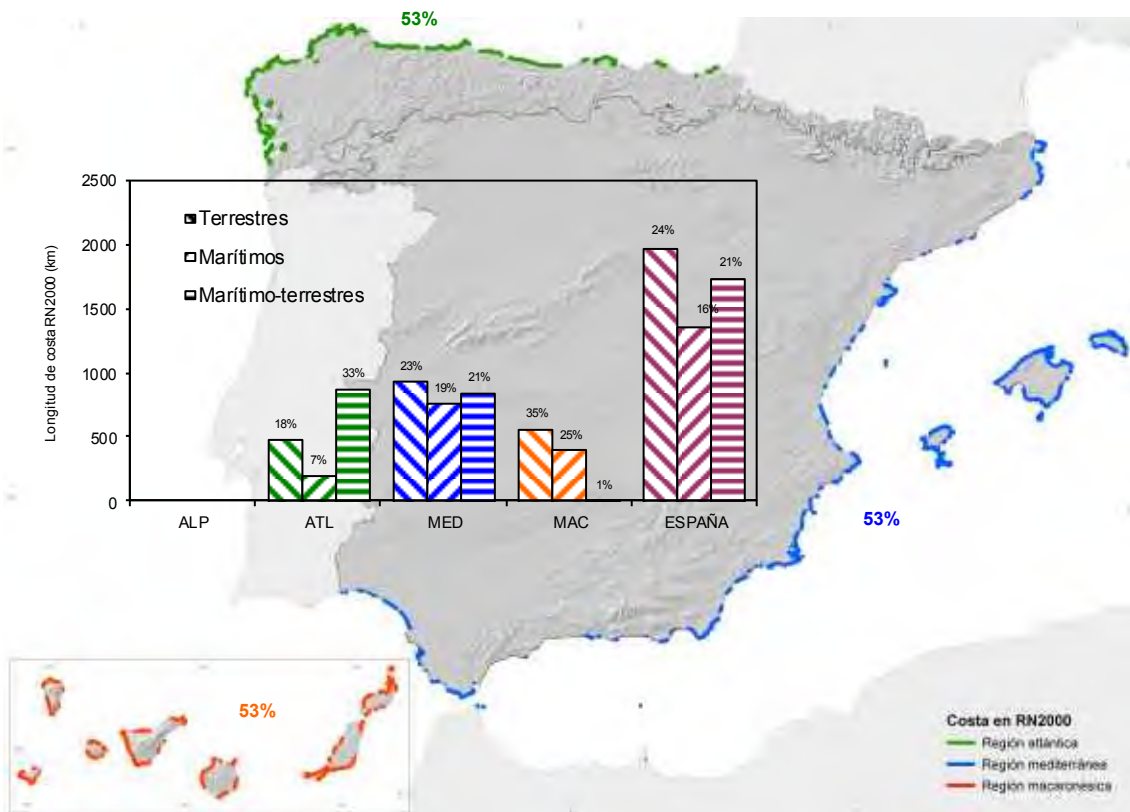 53%
2500
2000
1500
1000
500
0
Longitud de costa RN2000 (km)
Terrestres
Marítimos
Marítimo-terrestres
18%
7%
33%
23%
19%
21%
35%
25%
1%
24%
16%
21%
ALP
ATL
MED
MAC
ESPAÑA
53%
53%
Costa en RN2000
Región atlántica
Región mediterránea
Región macaronesica